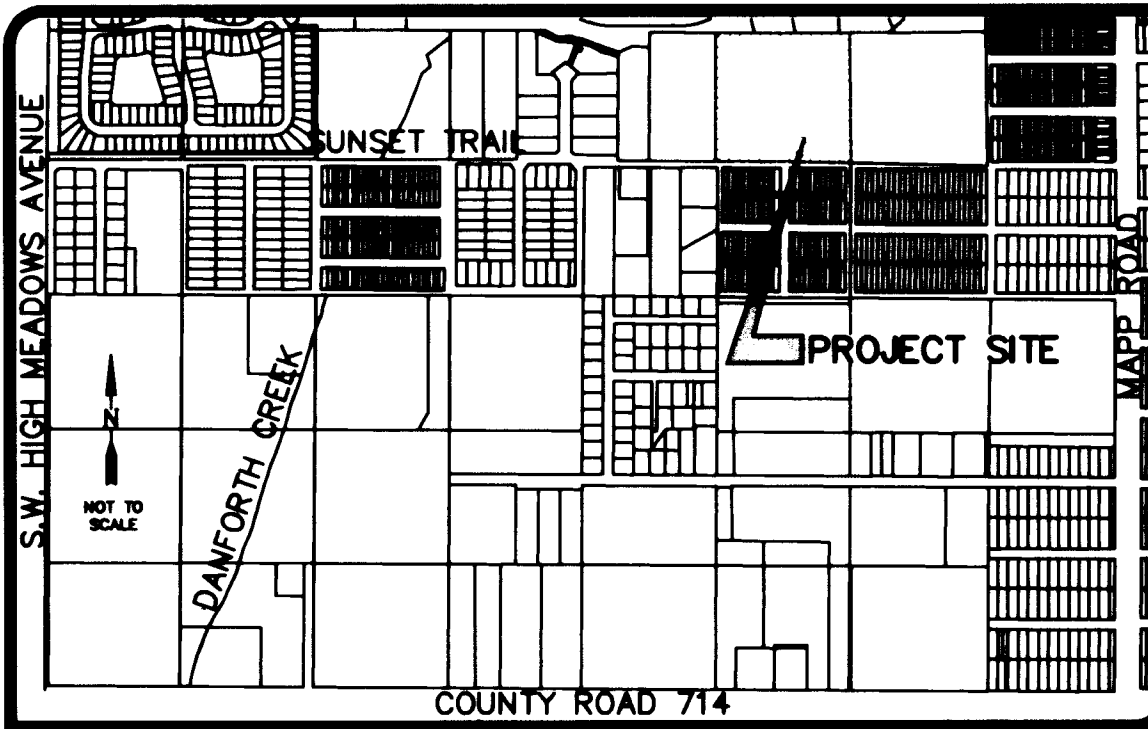 S.W. HIGH MEADOWS AVENUE
SUNSET TRAIL
MAPP ROAD
PROJECT SITE
DANFORTH CREEK
N
NOT TO
SCALE
COUNTY ROAD 714